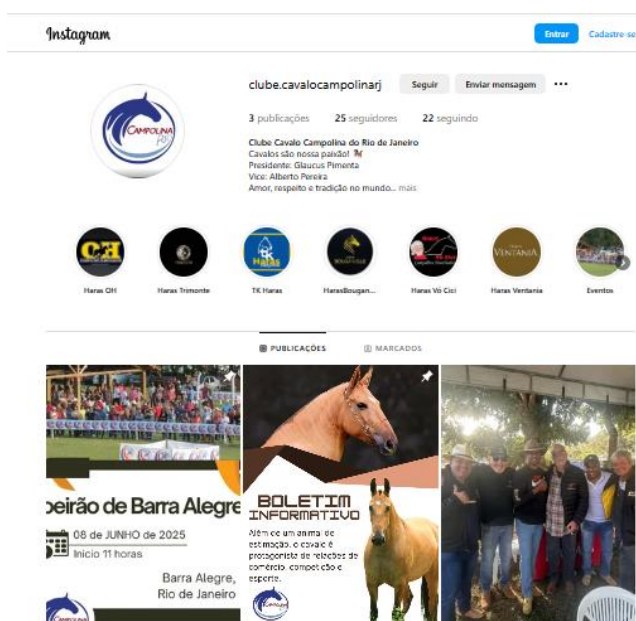 Instagram
Entrar
Cadastre-se
clube.cavalocampolinarj
Seguir
Enviar mensagem
3 publicações
25 seguidores
22 seguindo
Clube Cavalo Campolina do Rio de Janeiro
Cavalos são nossa paixão!
Presidente: Glaucus Pimenta
Vice: Alberto Pereira
Amor, respeito e tradição no mundo... mais
CAMPOLINA
Haras OH
Haras Trimonte
TK Haras
HarasBougan...
Haras Vó Cici
Haras Ventania
Eventos
Haras
VENTANIA
PUBLICAÇÕES
MARCADOS
beirão de Barra Alegre
08 de JUNHO de 2025
Início 11 horas
Barra Alegre,
Rio de Janeiro
BOLETIM
INFORMATIVO
Além de um animal de
estimação, o cavalo é
protagonista de relações de
comércio, competição e
esporte.